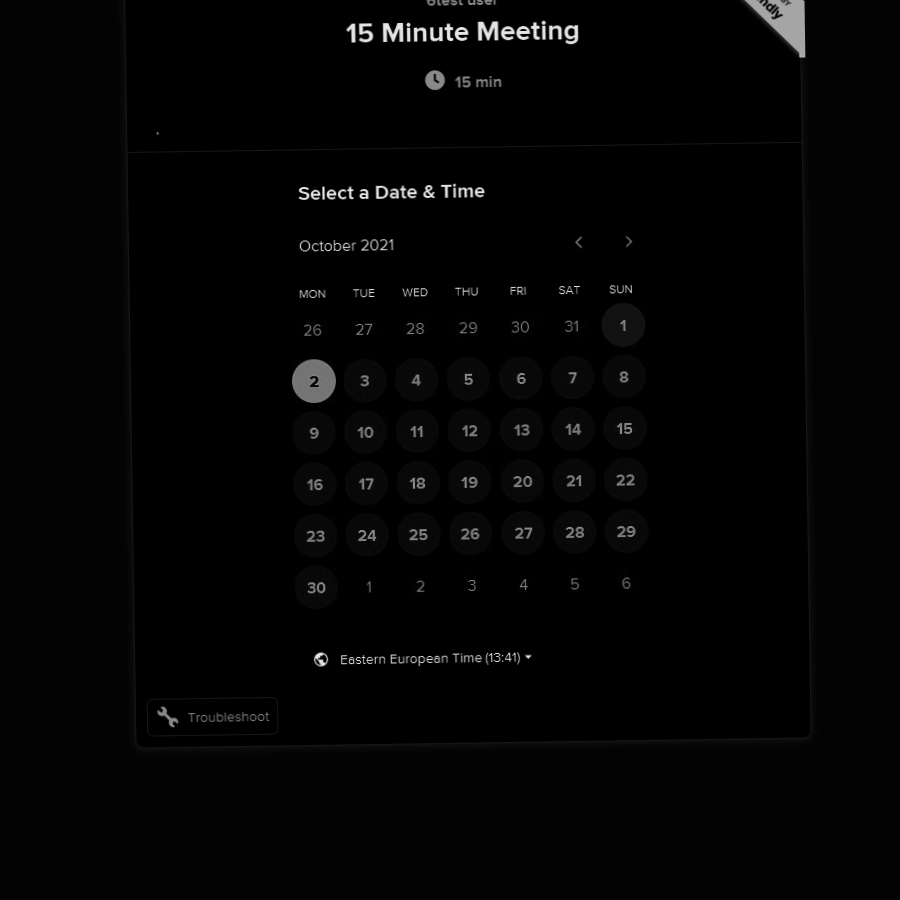 6test user
15 Minute Meeting
15 min
Select a Date & Time
October 2021
MON TUE WED THU FRI SAT SUN
26 27 28 29 30 31 1
2 3 4 5 6 7 8
9 10 11 12 13 14 15
16 17 18 19 20 21 22
23 24 25 26 27 28 29
30 1 2 3 4 5 6
Eastern European Time (13:41)
Troubleshoot